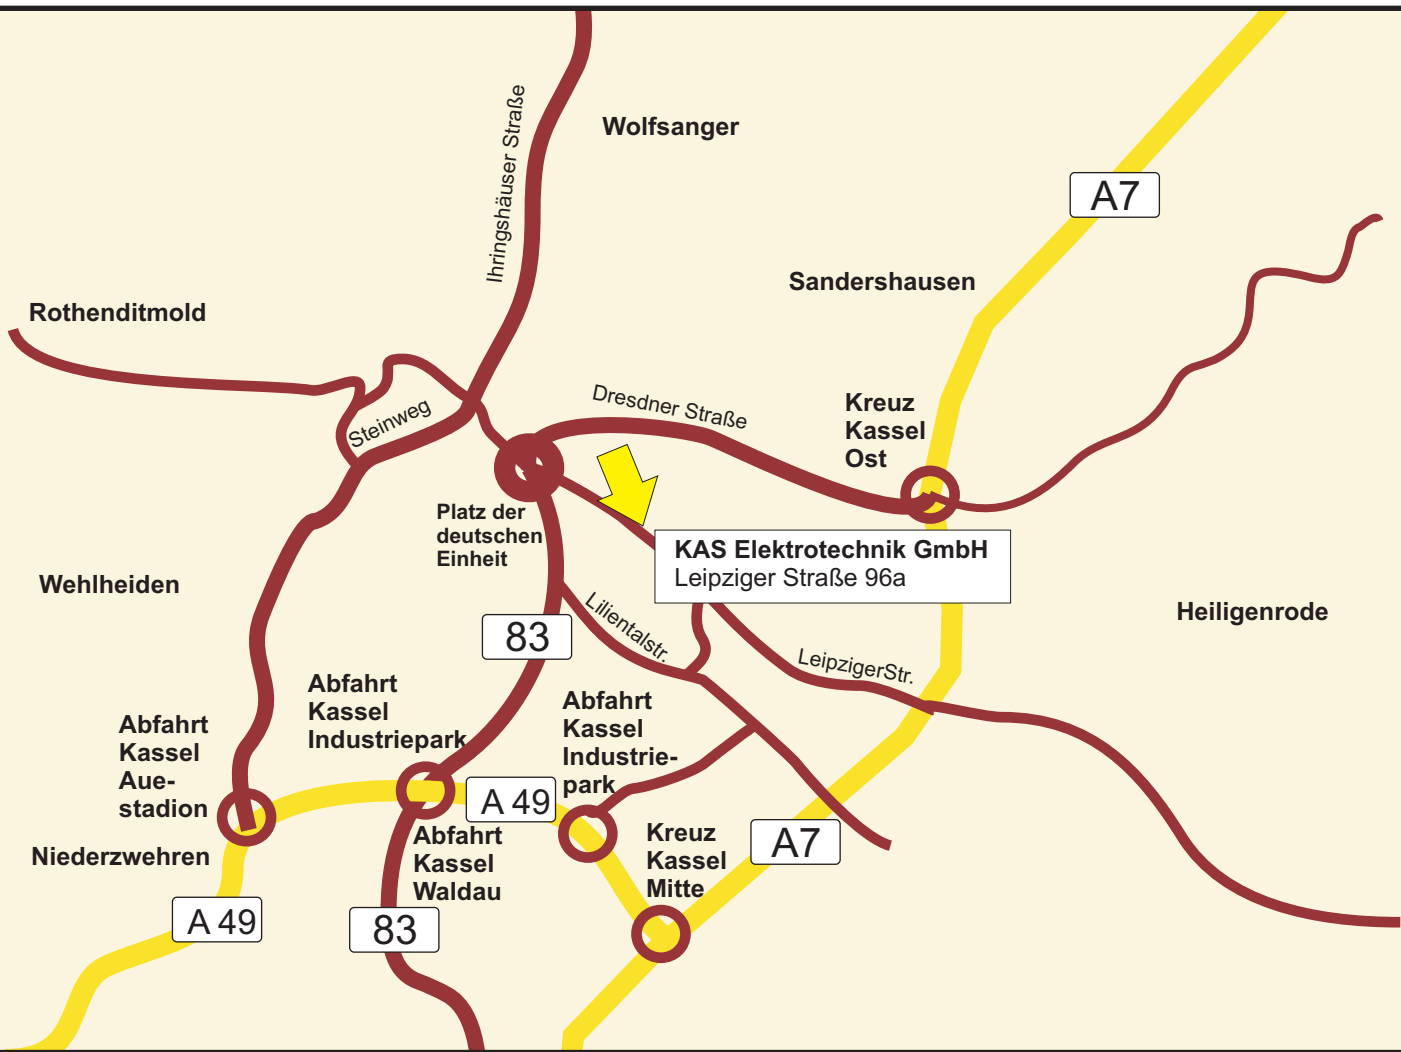 Wolfsanger
Ihringshäuser Straße
A7
Sandershausen
Rothenditmold
Dresdner Straße
Steinweg
Kreuz
Kassel
Ost
Platz der
deutschen
Einheit
KAS Elektrotechnik GmbH
Leipziger Straße 96a
Wehlheiden
Heiligenrode
Lilientalstr.
83
LeipzigerStr.
Abfahrt
Kassel
Industriepark
Abfahrt
Kassel
Industrie-
park
Abfahrt
Kassel
Aue-
stadion
A 49
Abfahrt
Kassel
Waldau
Kreuz
Kassel
Mitte
A7
Niederzwehren
A 49
83